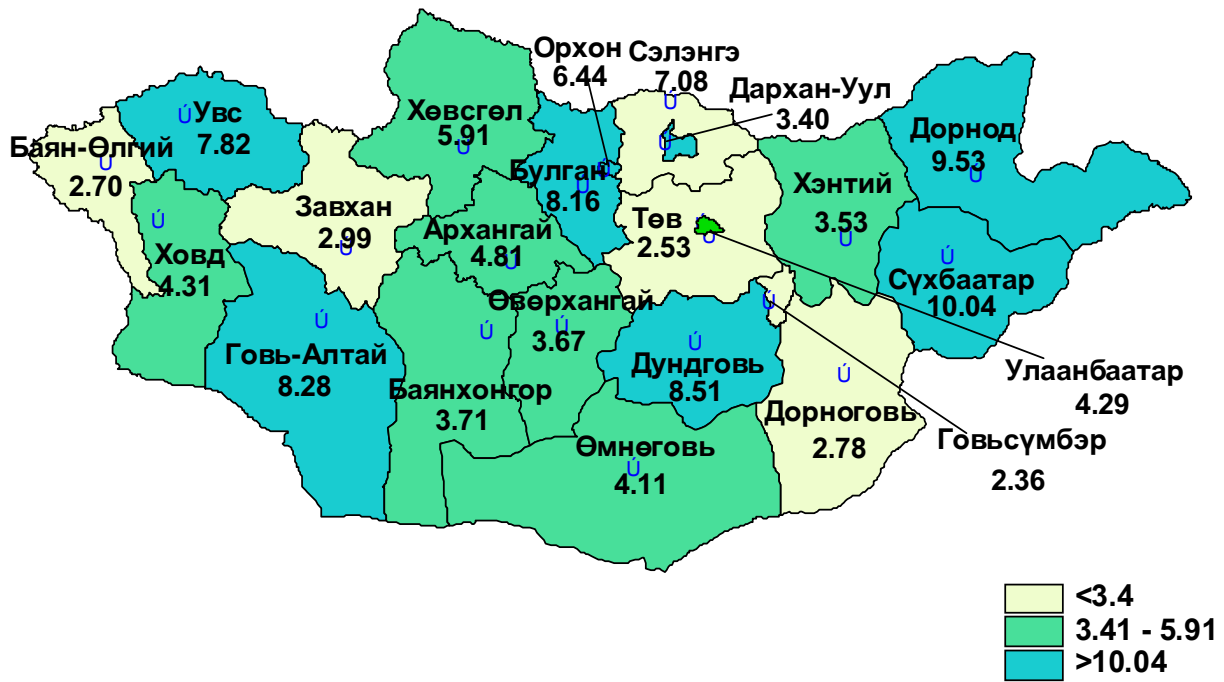 Орхон
6.44
Сэлэнгэ
7.08
Дархан-Уул
3.40
Увс
7.82
Хөвсгөл
5.91
Дорнод
9.53
Баян-Өлгий
2.70
Булган
8.16
Хэнтий
3.53
Завхан
2.99
Төв
2.53
Архангай
4.81
Ховд
4.31
Сүхбаатар
10.04
Өвөрхангай
3.67
Говь-Алтай
8.28
Дундговь
8.51
Улаанбаатар
4.29
Баянхонгор
3.71
Дорноговь
2.78
Говьсүмбэр
2.36
Өмнөговь
4.11
<3.4
3.41 - 5.91
>10.04